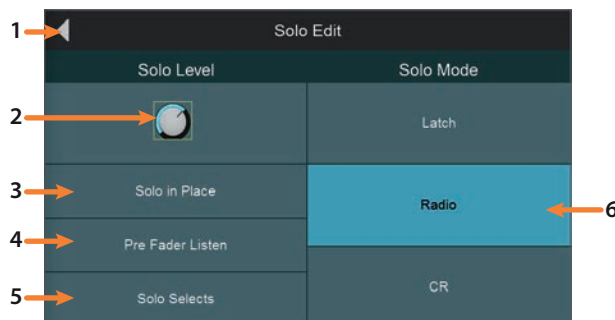 1
Solo Edit
Solo Level
Solo Mode
2
Latch
3
Solo in Place
Radio
6
4
Pre Fader Listen
5
Solo Selects
CR